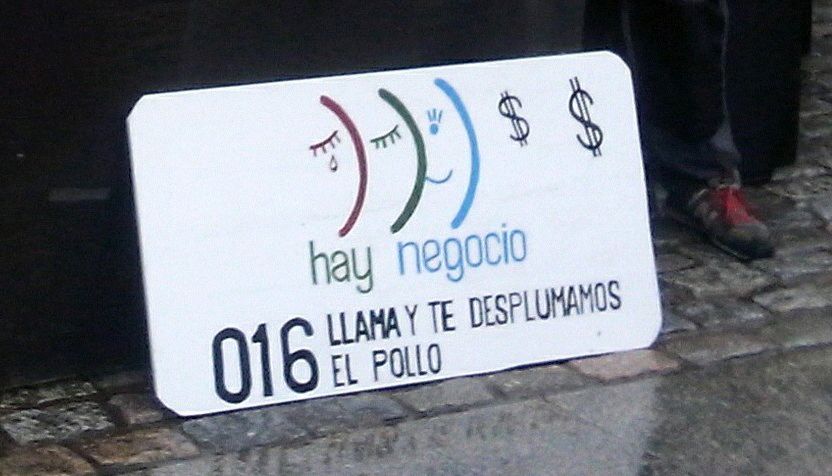 $ $
hay negocio
016 LLAMA Y TE DESPLUMAMOS
EL POLLO